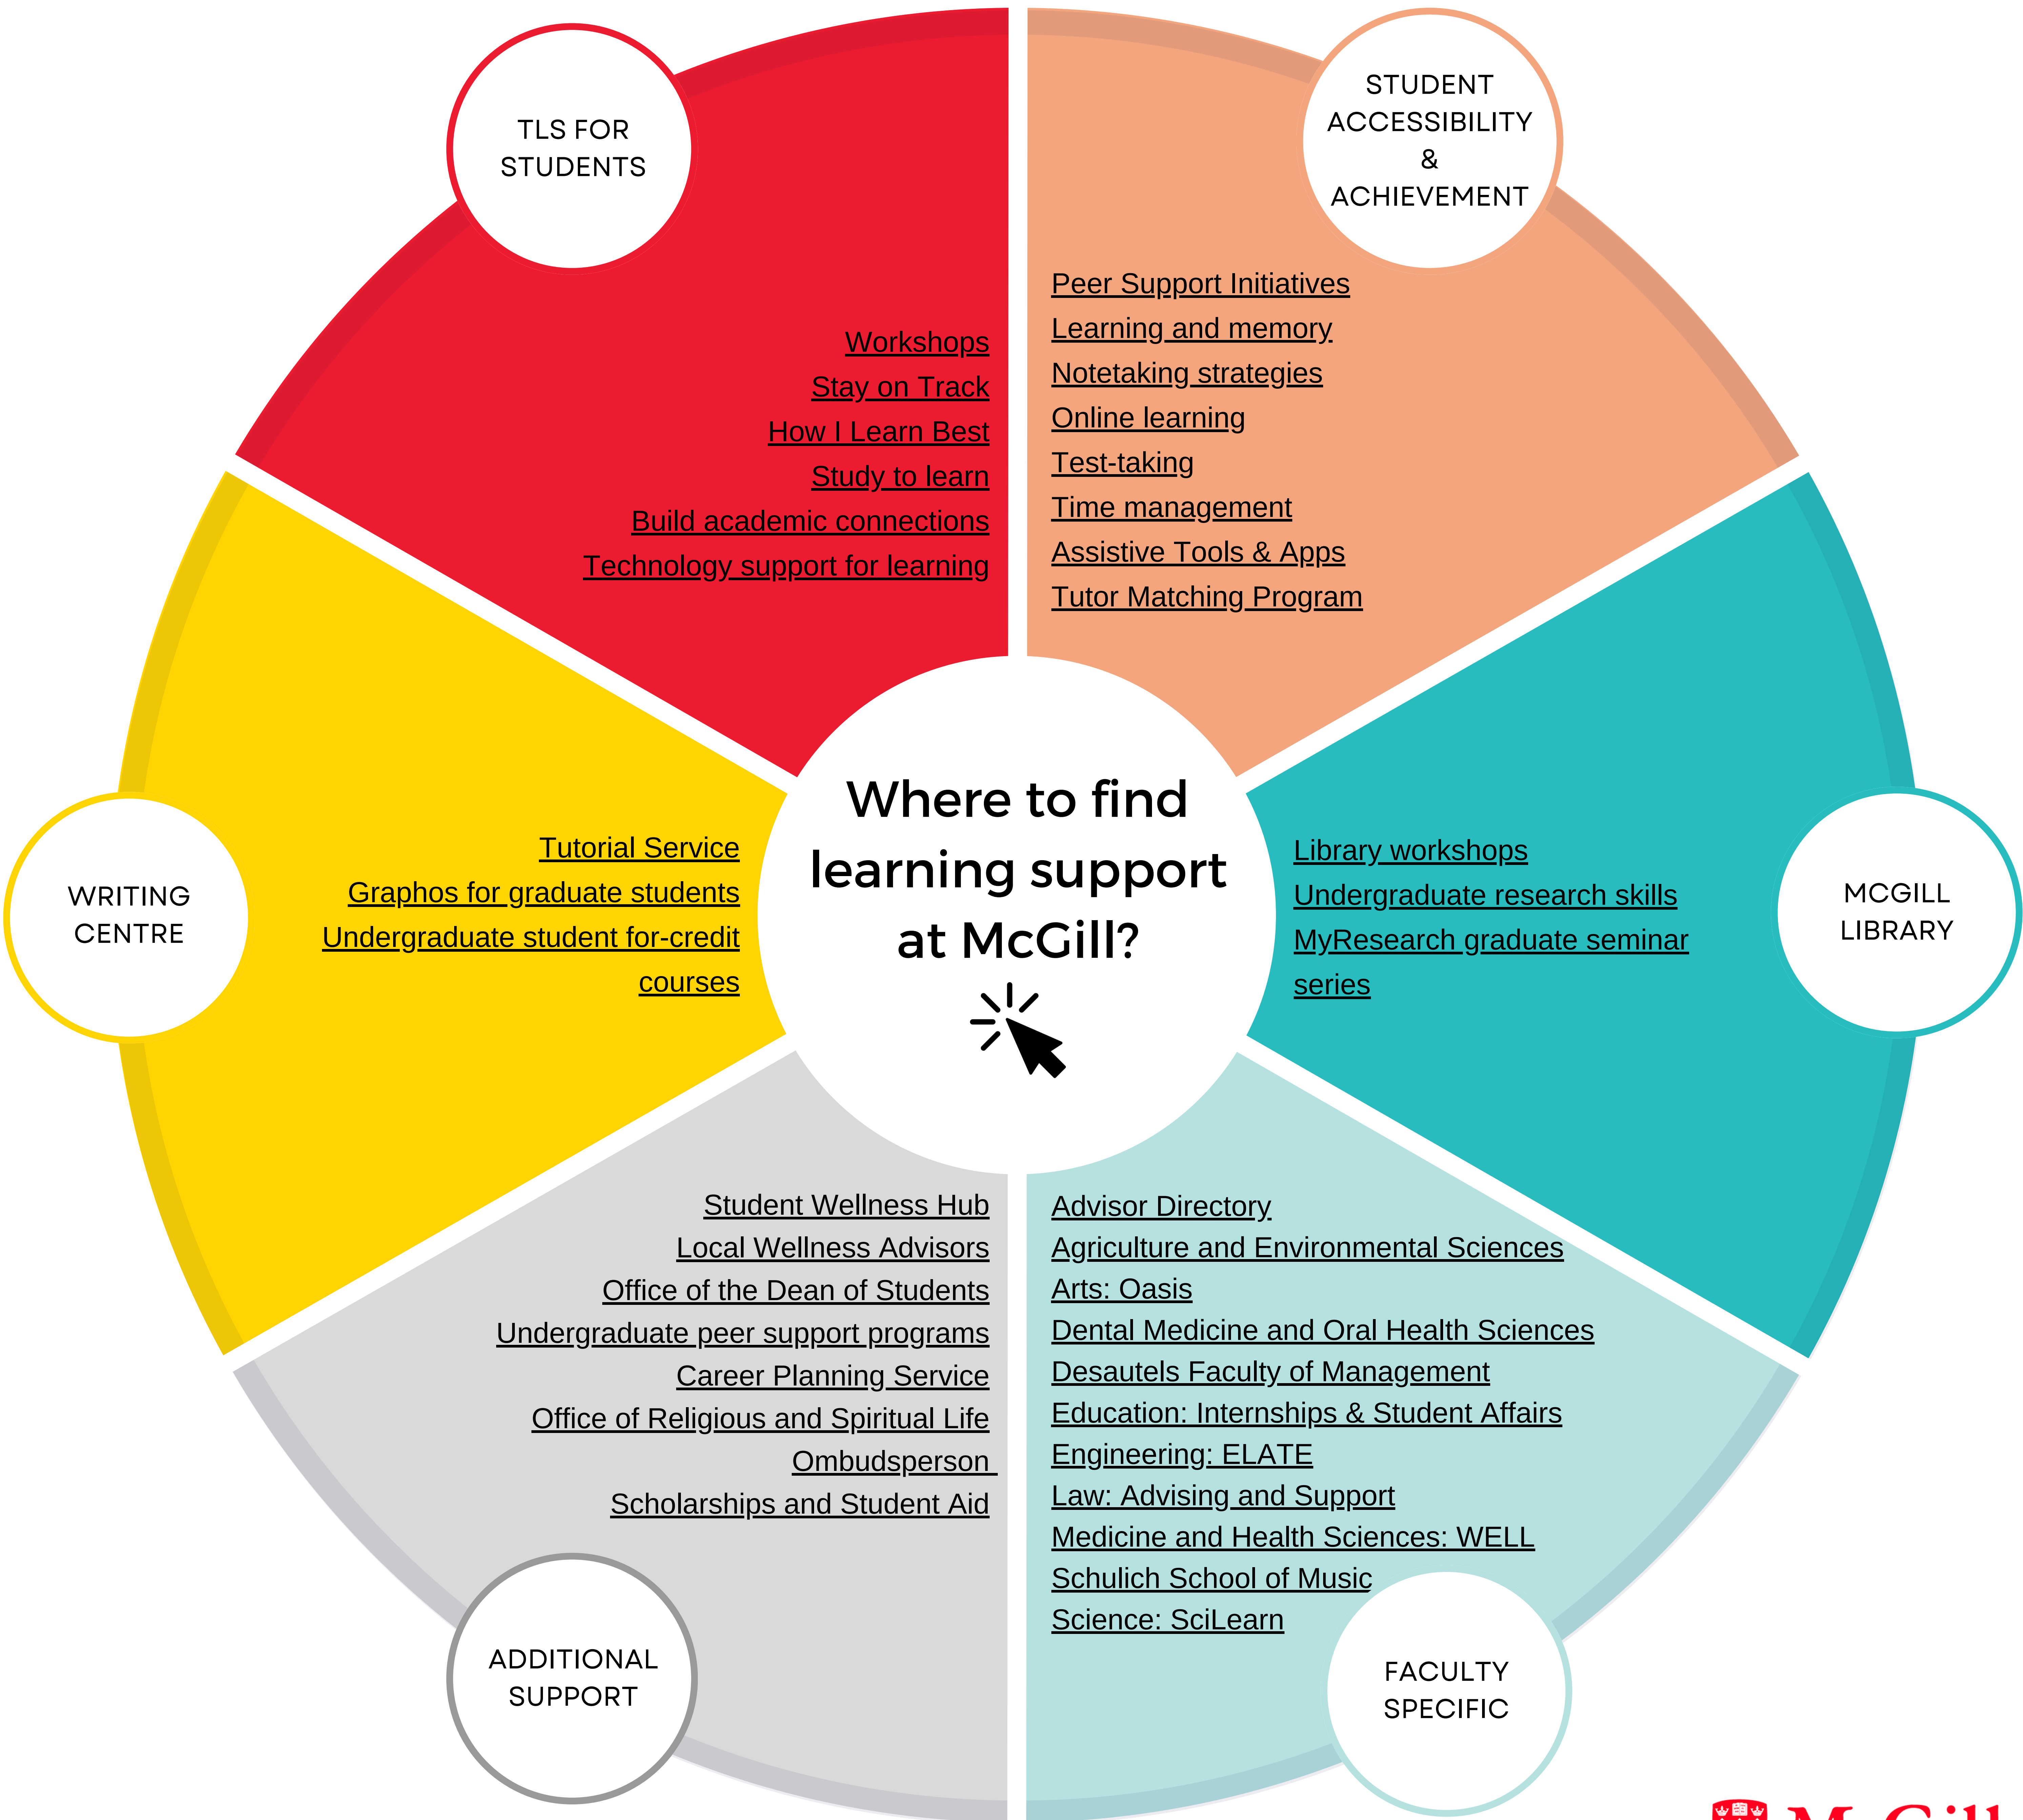 TLS FOR
STUDENTS
Workshops
Stay on Track
How I Learn Best
Study to learn
Build academic connections
Technology support for learning
STUDENT
ACCESSIBILITY
&
ACHIEVEMENT
Peer Support Initiatives
Learning and memory
Notetaking strategies
Online learning
Test-taking
Time management
Assistive Tools & Apps
Tutor Matching Program
WRITING
CENTRE
Tutorial Service
Graphos for graduate students
Undergraduate student for-credit
courses
Where to find
learning support
at McGill?
Library workshops
Undergraduate research skills
MyResearch graduate seminar
series
MCGILL
LIBRARY
Student Wellness Hub
Local Wellness Advisors
Office of the Dean of Students
Undergraduate peer support programs
Career Planning Service
Office of Religious and Spiritual Life
Ombudsperson
Scholarships and Student Aid
ADDITIONAL
SUPPORT
Advisor Directory
Agriculture and Environmental Sciences
Arts: Oasis
Dental Medicine and Oral Health Sciences
Desautels Faculty of Management
Education: Internships & Student Affairs
Engineering: ELATE
Law: Advising and Support
Medicine and Health Sciences: WELL
Schulich School of Music
Science: SciLearn
FACULTY
SPECIFIC
McGill